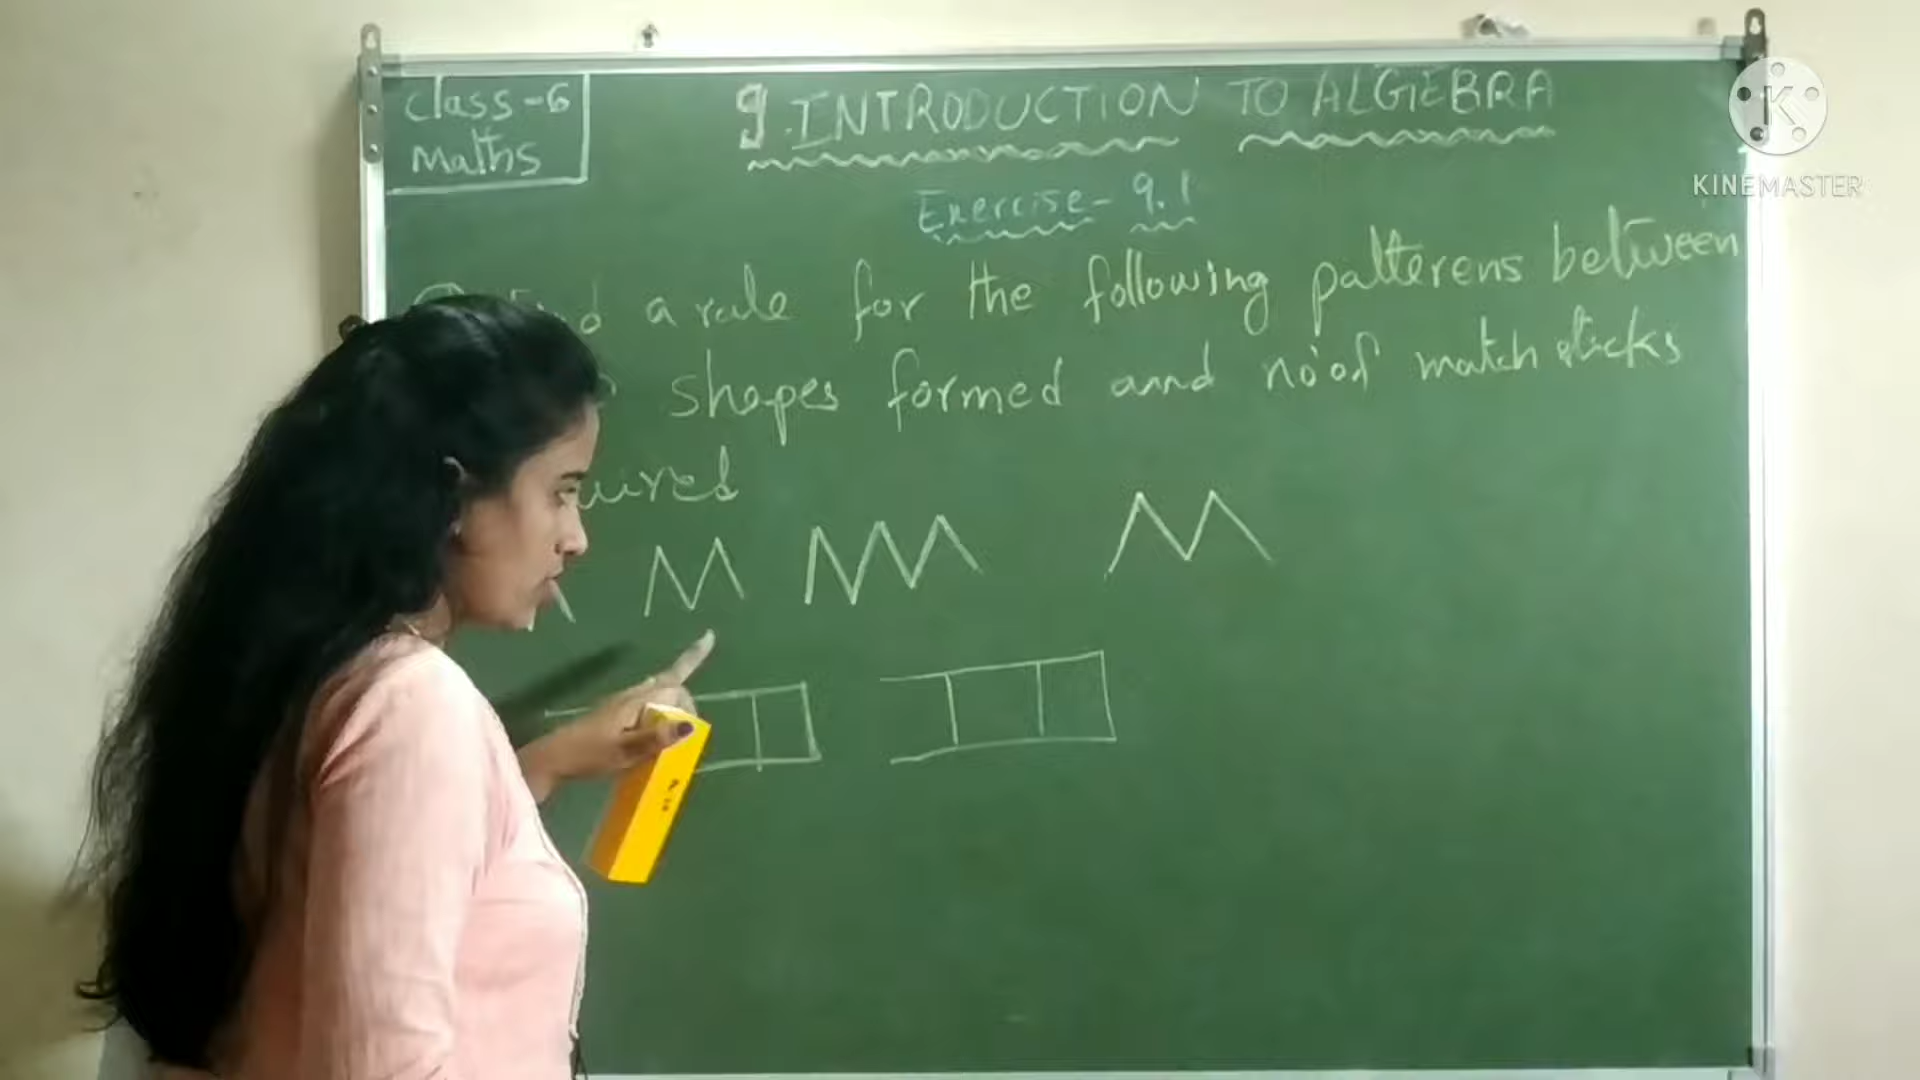 Class-6
Maths
9.INTRODUCTION TO ALGEBRA
Exercise-9.1
a rule for the following patterens between
shapes formed and no'of match sticks
K
KINEMASTER